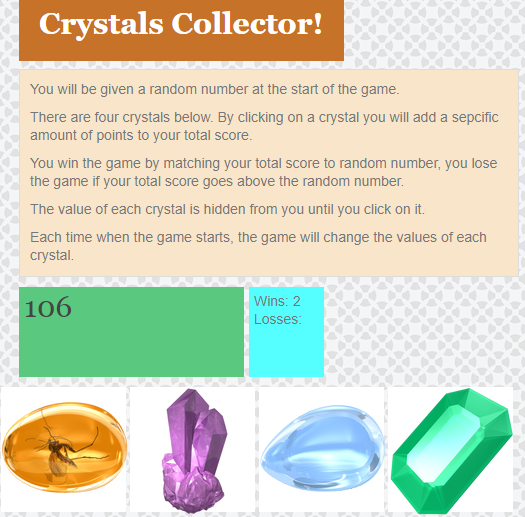 Crystals Collector!
You will be given a random number at the start of the game.
There are four crystals below. By clicking on a crystal you will add a sepcific
amount of points to your total score.
You win the game by matching your total score to random number, you lose
the game if your total score goes above the random number.
The value of each crystal is hidden from you until you click on it.
Each time when the game starts, the game will change the values of each
crystal.
106
Wins: 2
Losses: